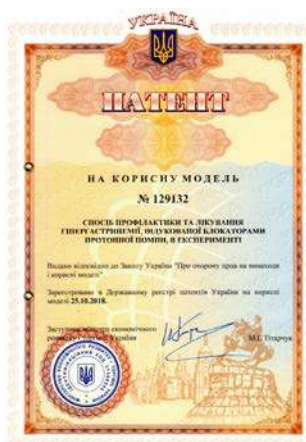 УКРАЇНА
ПАТЕНТ
НА КОРИСНУ МОДЕЛЬ
№ 129132
СПОСІБ ПРОФІЛАКТИКИ ТА ЛІКУВАННЯ
ГІПЕРГАСТРИНЕМІЇ, ІНДУКОВАНОЇ БЛОКАТОРАМИ
ПРОТОННОЇ ПОМПИ, В ЕКСПЕРИМЕНТІ
Видано відповідно до Закону України "Про охорону прав на винаходи
і корисні моделі".
Зареєстровано в Державному реєстрі патентів України на корисні
моделі 25.10.2018.
Заступник міністра економічного
розвитку і торгівлі України
М.І. Тітарчук